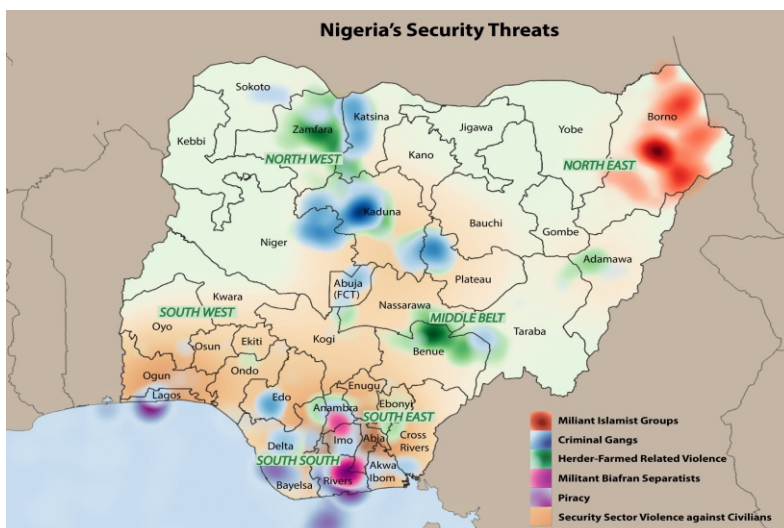 Nigeria's Security Threats
Sokoto
Katsina
Borno
Zamfara
Jigawa
Yobe
Kebbi
NORTH WEST
Kano
NORTH EAST
Kaduna
Bauchi
Gombe
Niger
Adamawa
Abuja
(FCT)
Plateau
Kwara
Nassarawa
SOUTH WEST
MIDDLE BELT
Oyo
Kogi
Taraba
Osun
Ekiti
Benue
Ondo
Ogun
Enugu
Lagos
Edo
Anambra
Ebonyi
SOUTH EAST
Delta
Imo
Abia
Cross
Rivers
SOUTH SOUTH
Akwa
Ibom
Bayelsa
Rivers
Miliant Islamist Groups
Criminal Gangs
Herder-Farmed Related Violence
Militant Biafran Separatists
Piracy
Security Sector Violence against Civilians